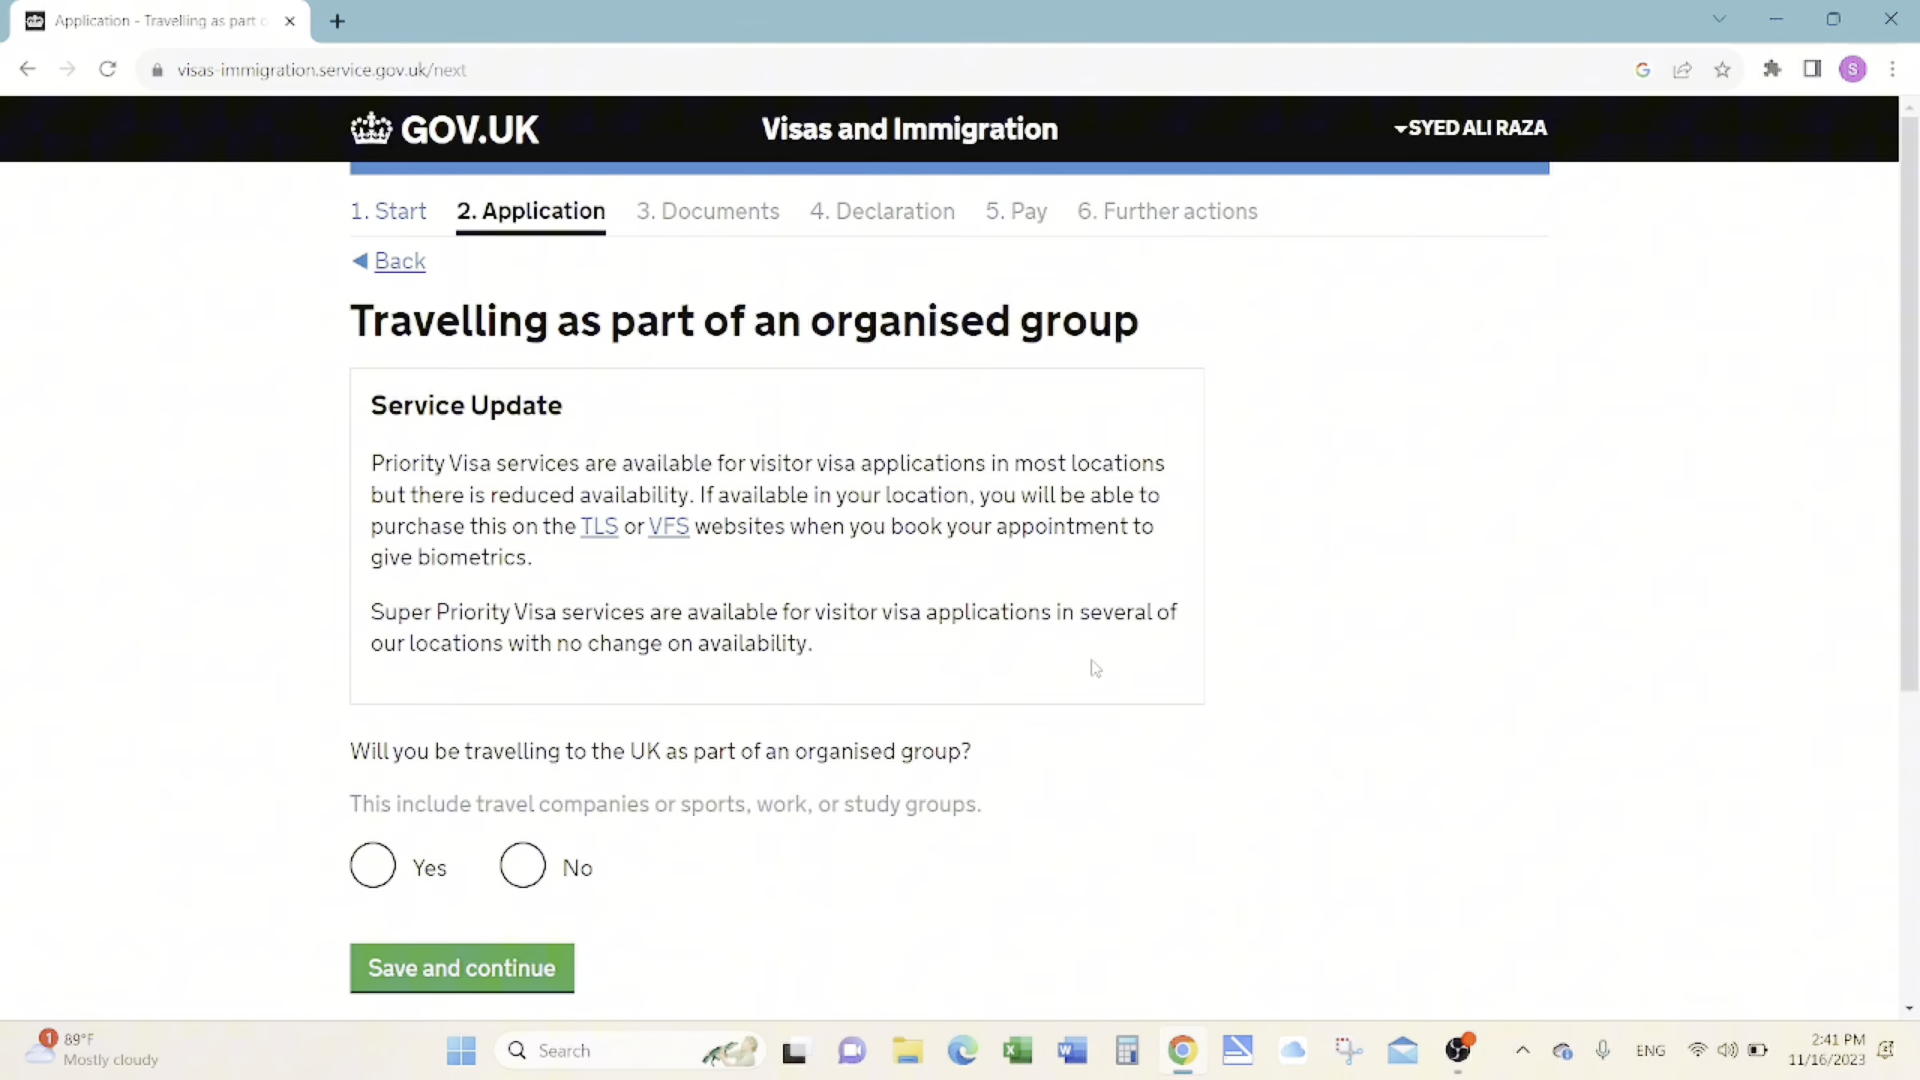 Application - Travelling as part o
visas-immigration.service.gov.uk/next
S
GOV.UK
Visas and Immigration
SYED ALI RAZA
1. Start
2. Application
3. Documents
4. Declaration
5. Pay
6. Further actions
Back
Travelling as part of an organised group
Service Update
Priority Visa services are available for visitor visa applications in most locations
but there is reduced availability. If available in your location, you will be able to
purchase this on the TLS or VFS websites when you book your appointment to
give biometrics.
Super Priority Visa services are available for visitor visa applications in several of
our locations with no change on availability.
Will you be travelling to the UK as part of an organised group?
This include travel companies or sports, work, or study groups.
Yes
No
Save and continue
1
89°F
Mostly cloudy
Search
ENG
2:41 PM
11/16/2023